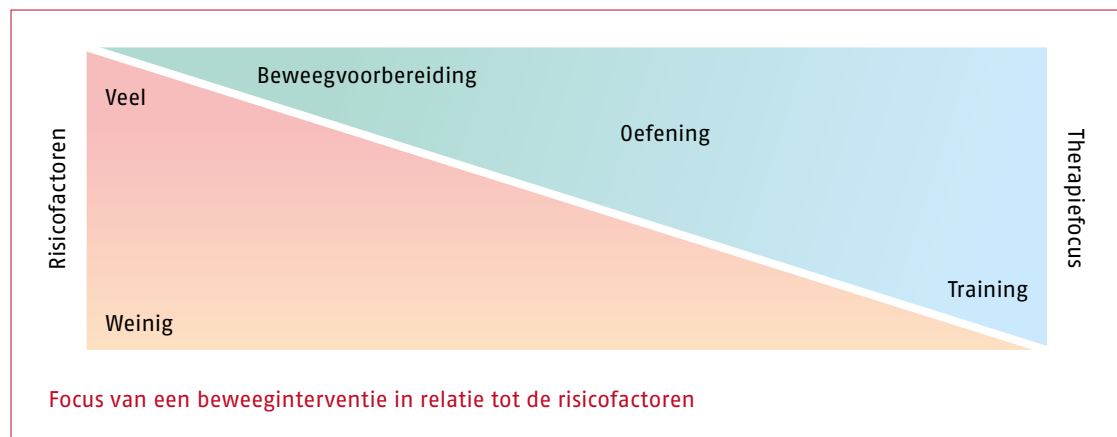 Beweegvoorbereiding
Veel
Oefening
Risicofactoren
Therapiefocus
Training
Weinig
Focus van een beweeginterventie in relatie tot de risicofactoren